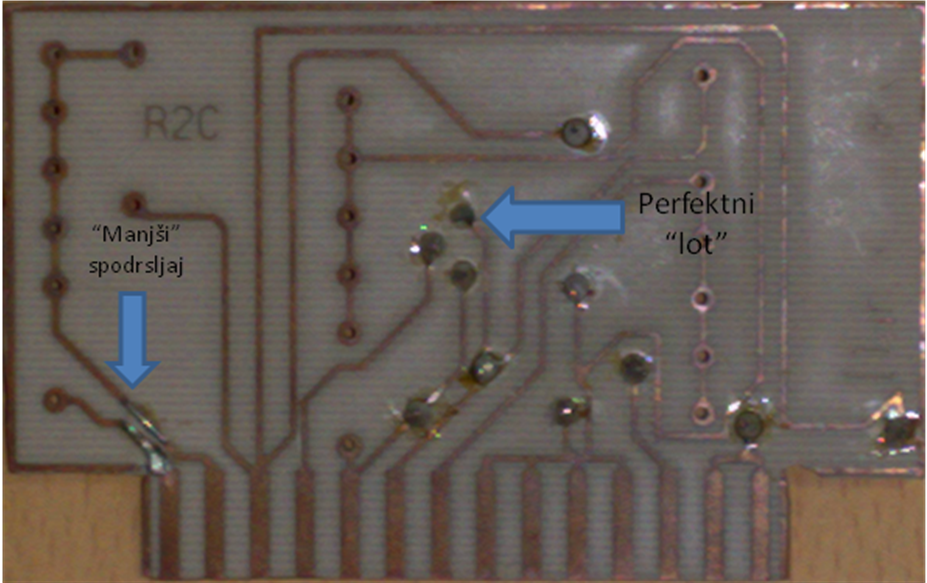 R2C
Perfektni
“lot”
“Manjši”
spodrsljaj